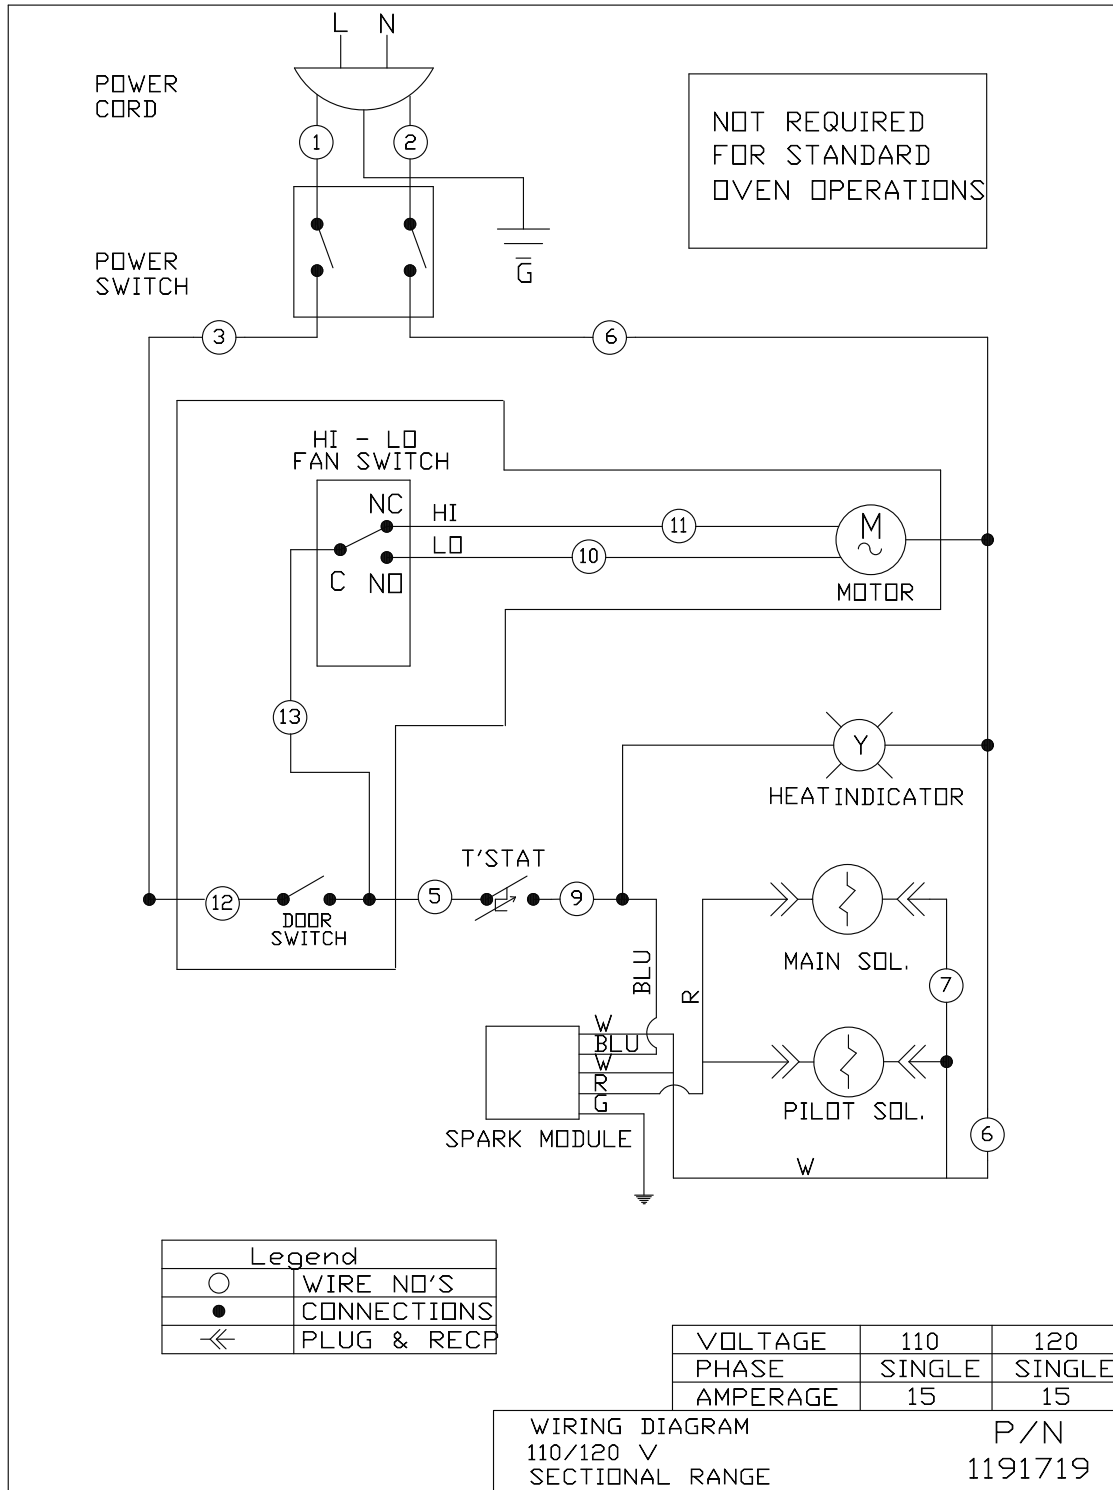 L N
POWER
CORD
1 2
NOT REQUIRED
FOR STANDARD
OVEN OPERATIONS
G
POWER
SWITCH
3 6
HI - LO
FAN SWITCH
NC HI 11 M
LO 10
C NO
MOTOR
13
Y
HEAT INDICATOR
T'STAT
12 5 9
DOOR
SWITCH
MAIN SOL.
BLU R 7
W
BLU
W
R
G
PILOT SOL.
SPARK MODULE
6
W
Legend
WIRE NO'S
CONNECTIONS
PLUG & RECP
VOLTAGE 110 120
PHASE SINGLE SINGLE
AMPERAGE 15 15
WIRING DIAGRAM
110/120 V
SECTIONAL RANGE
P/N
1191719